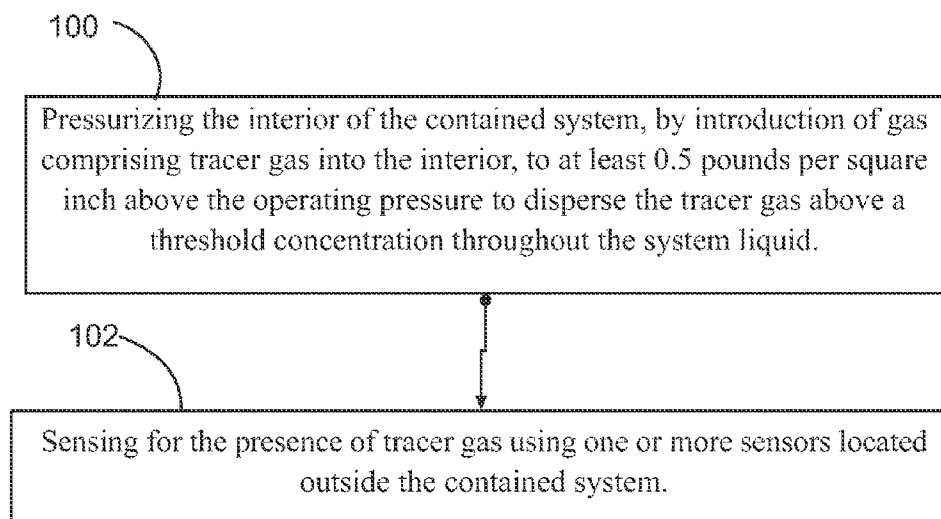 100
Pressurizing the interior of the contained system, by introduction of gas
comprising tracer gas into the interior, to at least 0.5 pounds per square
inch above the operating pressure to disperse the tracer gas above a
threshold concentration throughout the system liquid.
102
Sensing for the presence of tracer gas using one or more sensors located
outside the contained system.